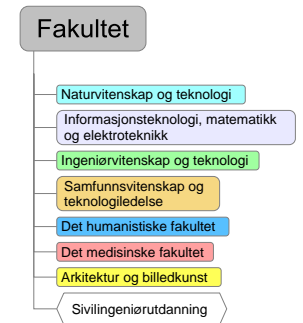 Fakultet
Naturvitenskap og teknologi
Informasjonsteknologi, matematikk
og elektroteknikk
Ingeniørvitenskap og teknologi
Samfunnsvitenskap og
teknologiledelse
Det humanistiske fakultet
Det medisinske fakultet
Arkitektur og billedkunst
Sivilingeniørutdanning